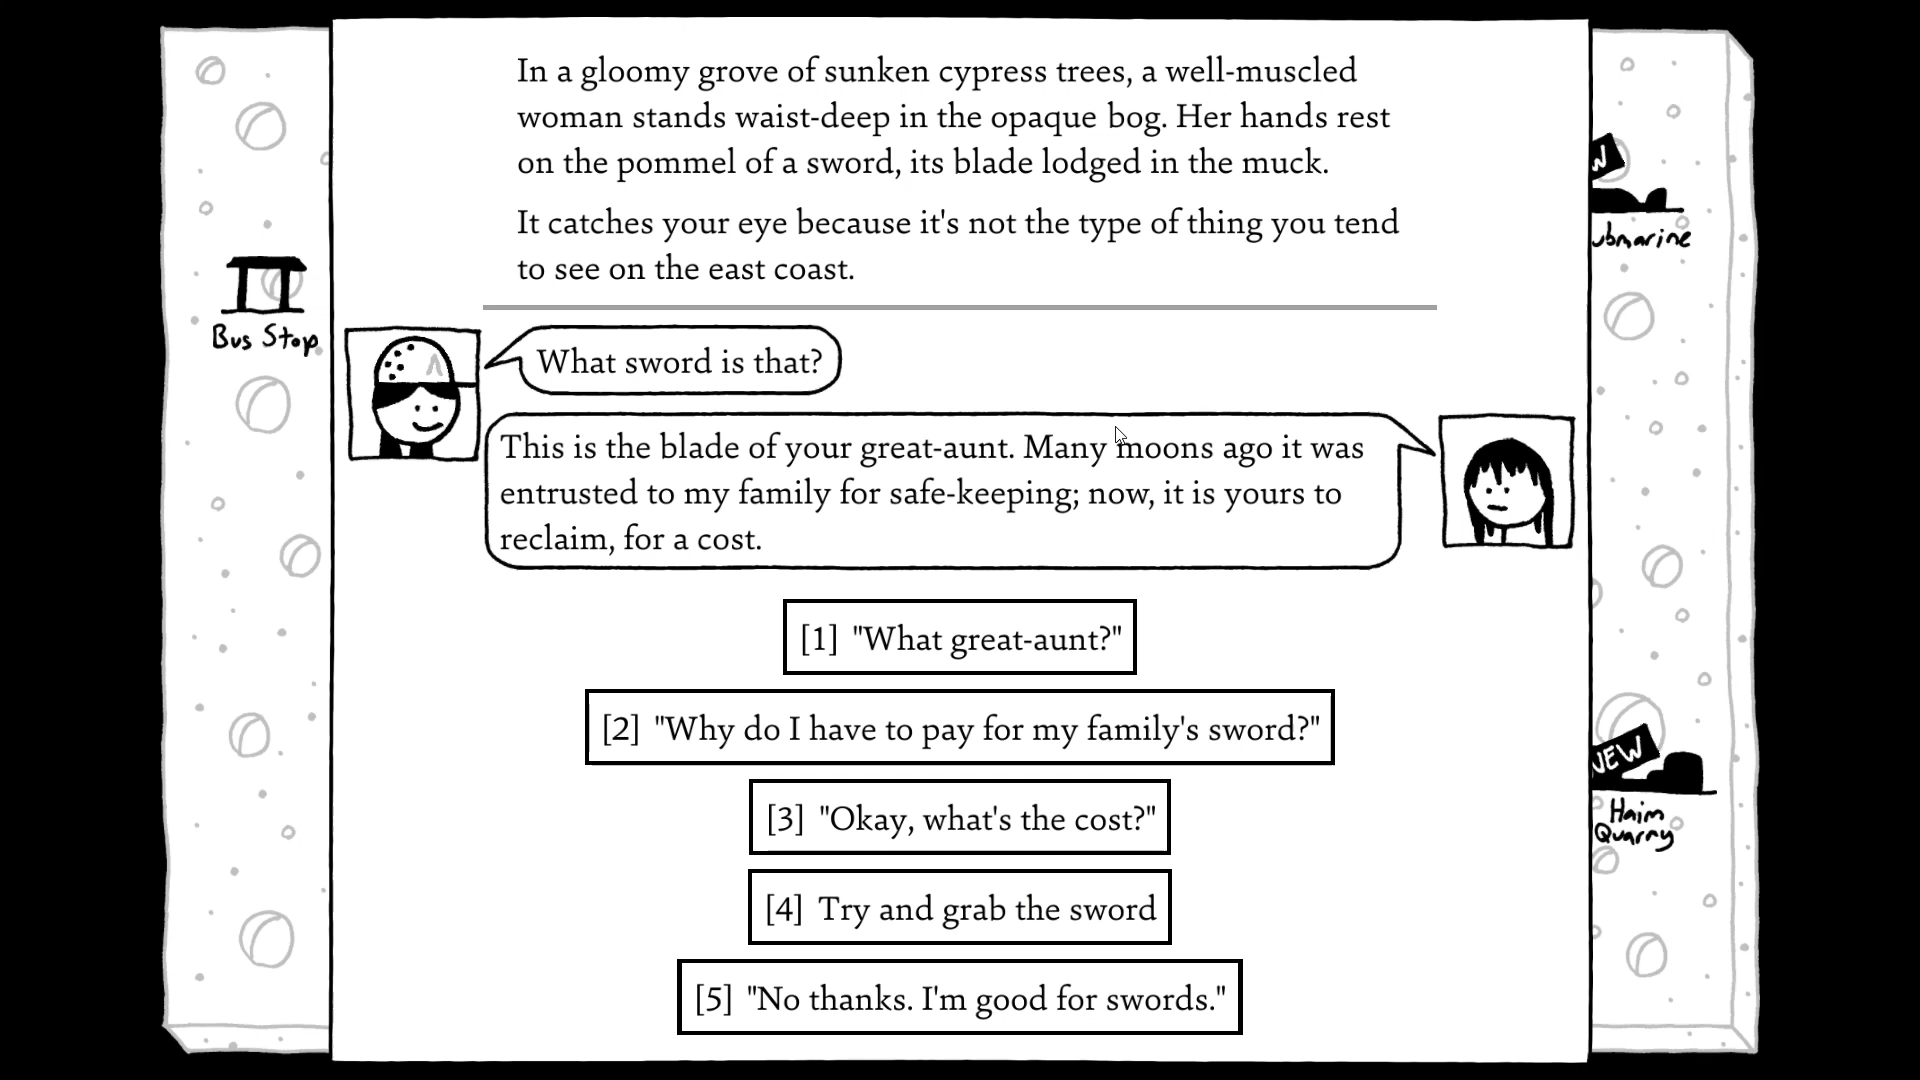 In a gloomy grove of sunken cypress trees, a well-muscled
woman stands waist-deep in the opaque bog. Her hands rest
on the pommel of a sword, its blade lodged in the muck.
It catches your eye because it's not the type of thing you tend
to see on the east coast.
Bus Stop
What sword is that?
This is the blade of your great-aunt. Many moons ago it was
entrusted to my family for safe-keeping; now, it is yours to
reclaim, for a cost.
[1] "What great-aunt?"
[2] "Why do I have to pay for my family's sword?"
[3] "Okay, what's the cost?"
[4] Try and grab the sword
[5] "No thanks. I'm good for swords."
W
ubmarine
NEW
Haim
Quarry